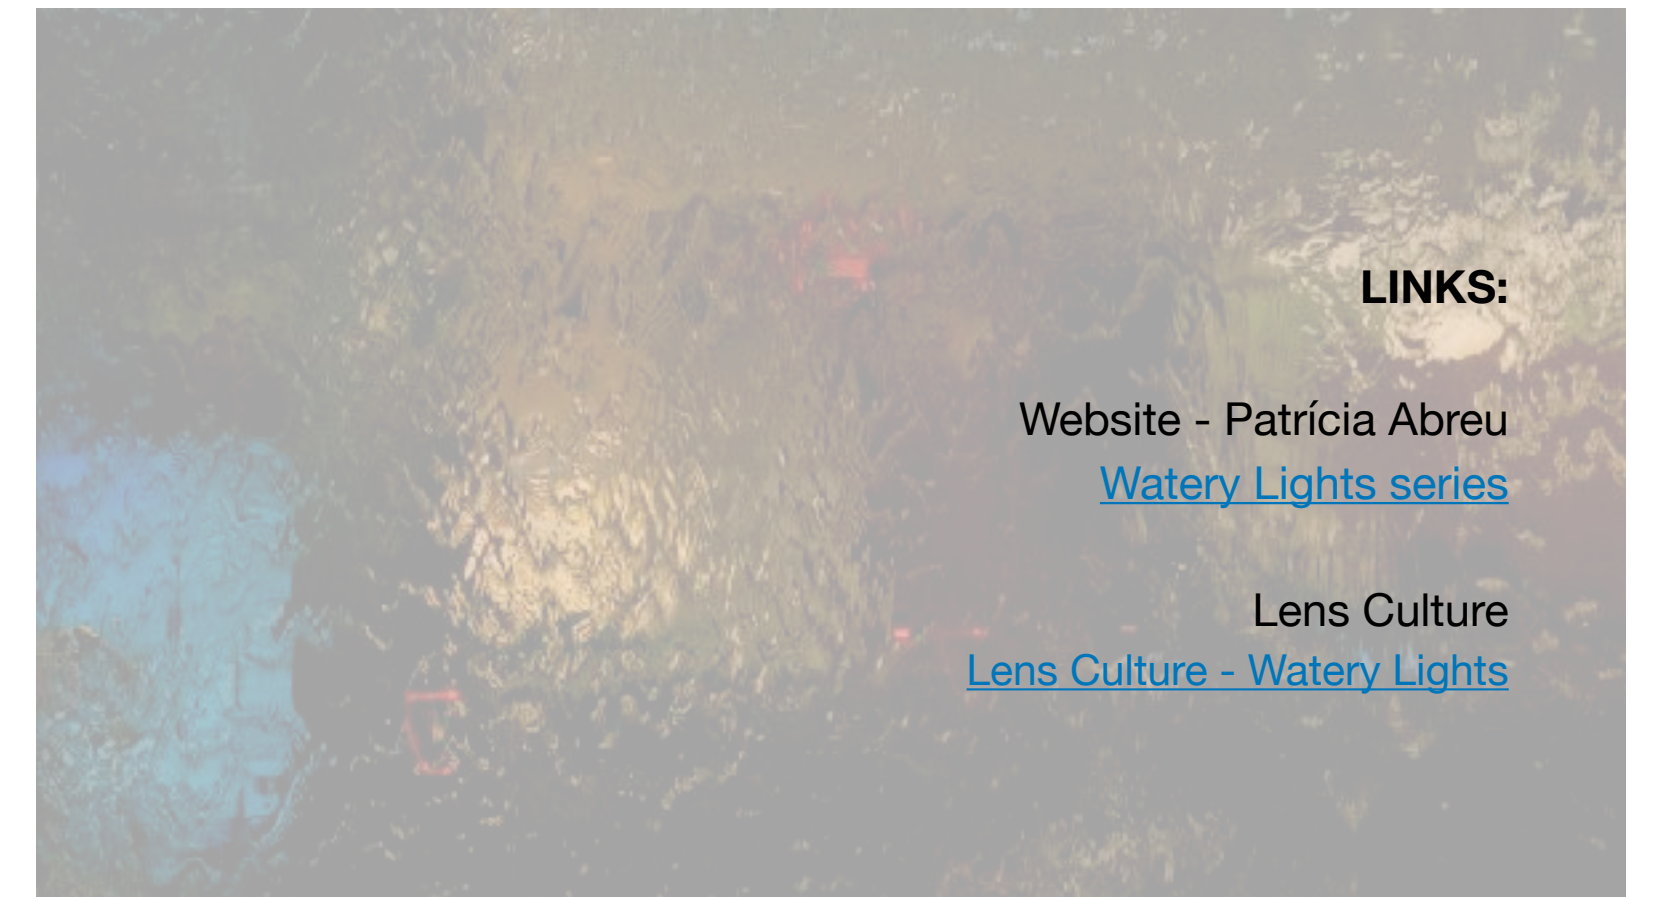 LINKS:
Website - Patrícia Abreu
Watery Lights series
Lens Culture
Lens Culture - Watery Lights